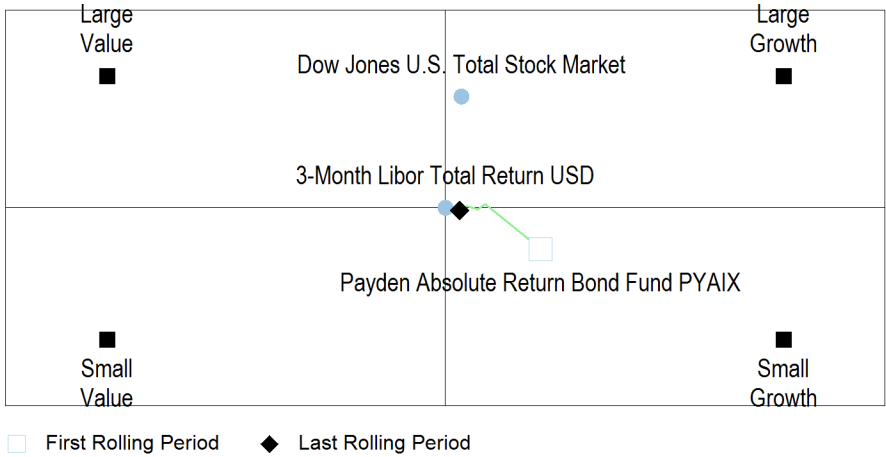 Large
Value
Large
Growth
Dow Jones U.S. Total Stock Market
3-Month Libor Total Return USD
Payden Absolute Return Bond Fund PYAIX
Small
Value
Small
Growth
First Rolling Period
Last Rolling Period